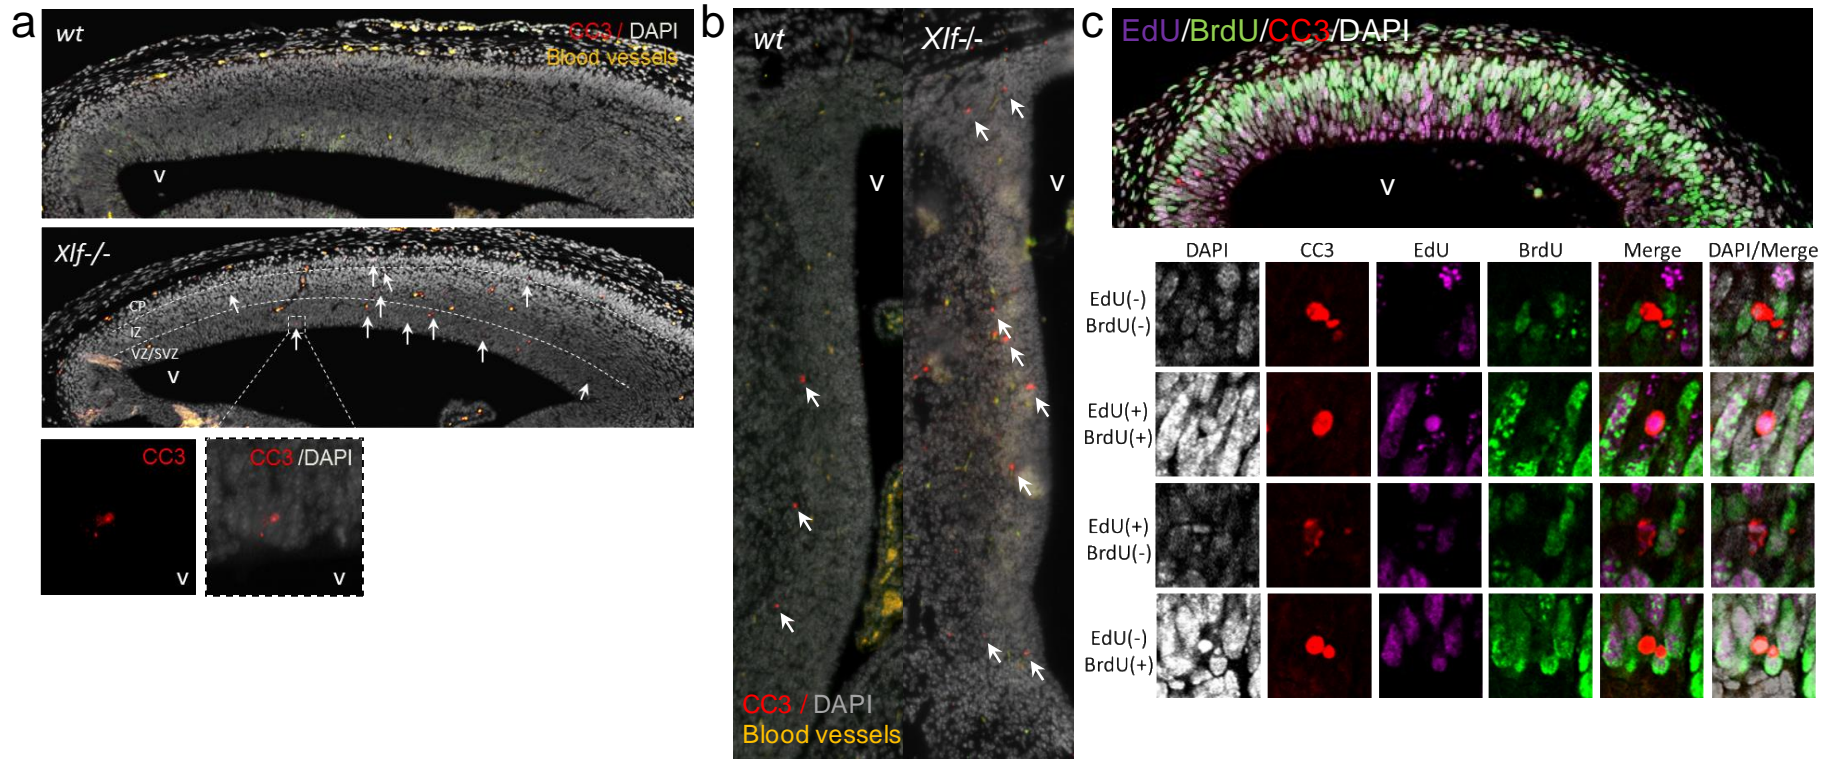 a
wt
CC3 / DAPI
Blood vessels
v
Xlf-/-
CP
IZ
VZ/SVZ
v
CC3
v
CC3 /DAPI
v
b
wt
Xlf-/-
v
v
CC3 / DAPI
Blood vessels
c
EdU/BrdU/CC3/DAPI
v
DAPI
CC3
EdU
BrdU
Merge
DAPI/Merge
EdU(-)
BrdU(-)
EdU(+)
BrdU(+)
EdU(+)
BrdU(-)
EdU(-)
BrdU(+)